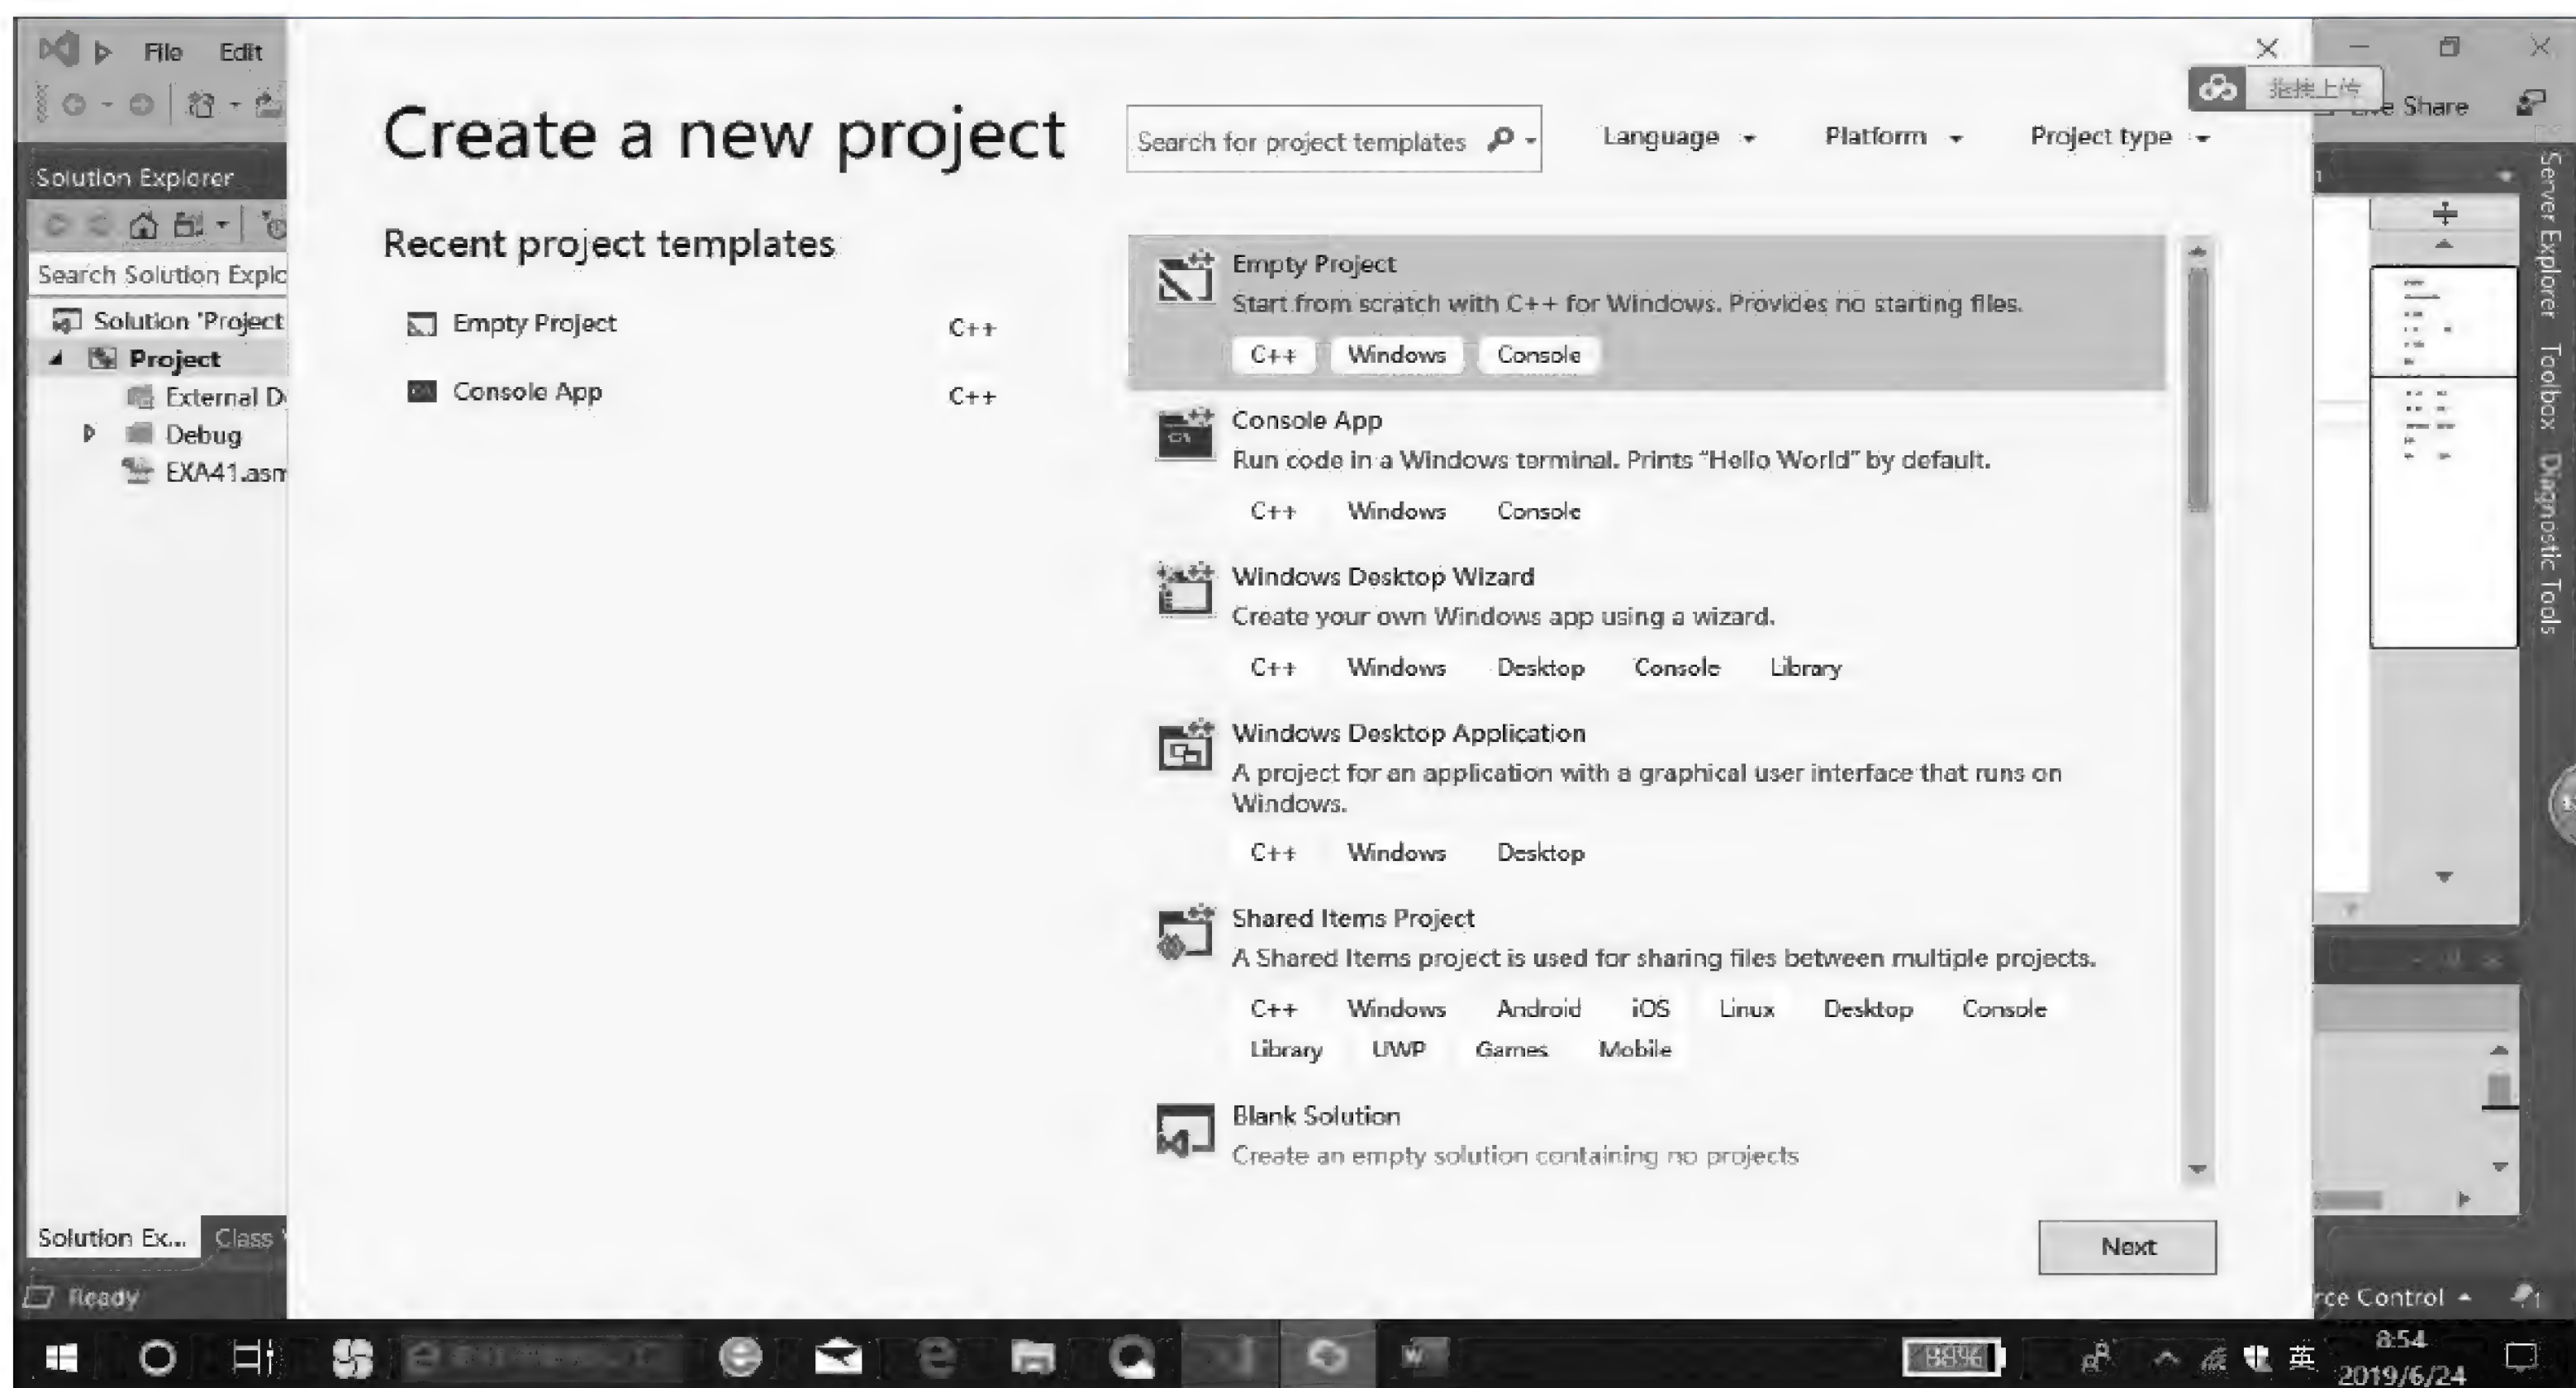 File Edit
拖拽上传
Share
Create a new project
Search for project templates
Language
Platform
Project type
Solution Explorer
Search Solution Explo
Solution 'Project
Project
External D
Debug
EXA41.asm
Recent project templates
Empty Project C++
Console App C++
Empty Project
Start from scratch with C++ for Windows. Provides no starting files.
C++ Windows Console
Console App
Run code in a Windows terminal. Prints "Hello World" by default.
C++ Windows Console
Windows Desktop Wizard
Create your own Windows app using a wizard.
C++ Windows Desktop Console Library
Windows Desktop Application
A project for an application with a graphical user interface that runs on
Windows.
C++ Windows Desktop
Shared Items Project
A Shared Items project is used for sharing files between multiple projects.
C++ Windows Android iOS Linux Desktop Console
Library UWP Games Mobile
Blank Solution
Create an empty solution containing no projects
Next
Server Explorer
Toolbox
Diagnostic Tools
Solution Ex... Class
Ready
rce Control
1
88%
英
8:54
2019/6/24